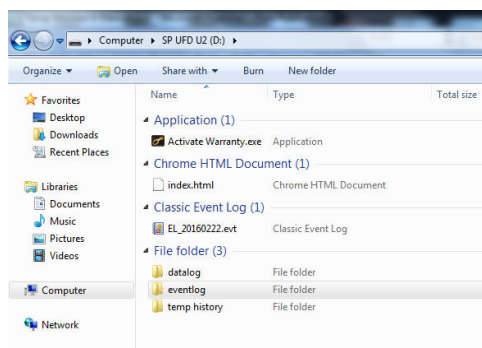 Computer SP UFD U2 (D:)
Organize Open Share with Burn New folder
Favorites
Desktop
Downloads
Recent Places
Libraries
Documents
Music
Pictures
Videos
Computer
Network
Name Type Total size
Application (1)
Activate Warranty.exe Application
Chrome HTML Document (1)
index.html Chrome HTML Document
Classic Event Log (1)
EL_20160222.evt Classic Event Log
File folder (3)
datalog File folder
eventlog File folder
temp history File folder